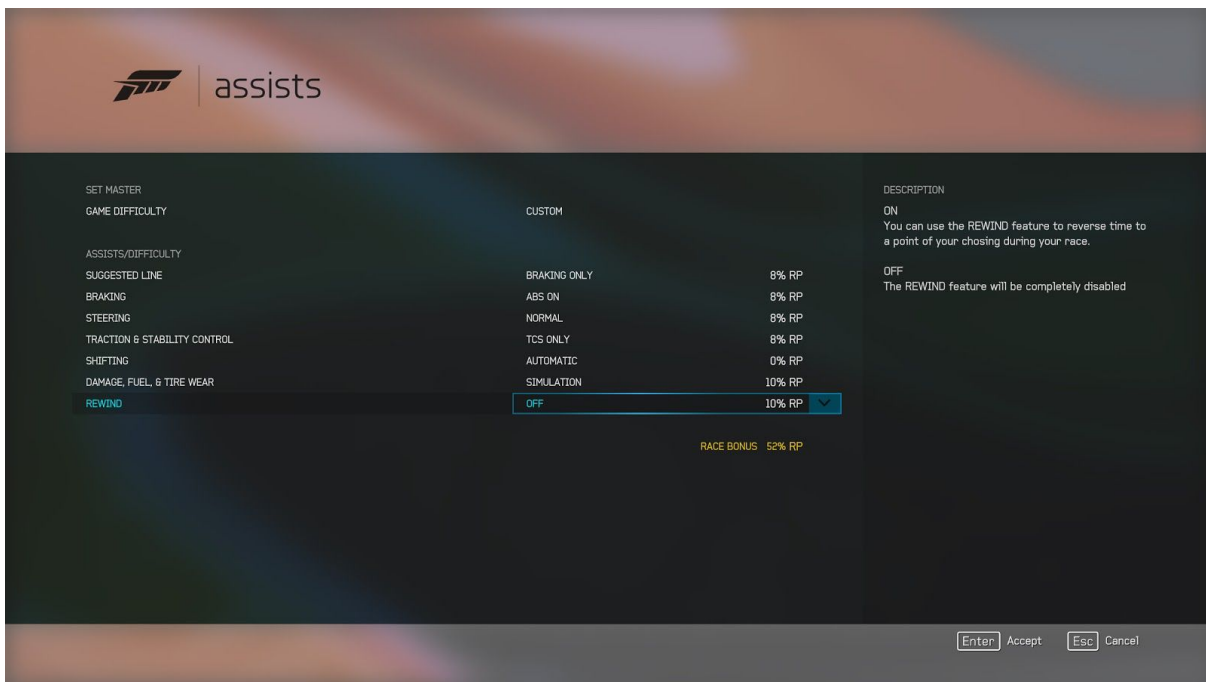 assists
SET MASTER
GAME DIFFICULTY CUSTOM
ASSISTS/DIFFICULTY
SUGGESTED LINE BRAKING ONLY 8% RP
BRAKING ABS ON 8% RP
STEERING NORMAL 8% RP
TRACTION & STABILITY CONTROL TCS ONLY 8% RP
SHIFTING AUTOMATIC 0% RP
DAMAGE, FUEL, & TIRE WEAR SIMULATION 10% RP
REWIND OFF 10% RP
RACE BONUS 52% RP
DESCRIPTION
ON
You can use the REWIND feature to reverse time to
a point of your chosing during your race.
OFF
The REWIND feature will be completely disabled
Enter Accept Esc Cancel